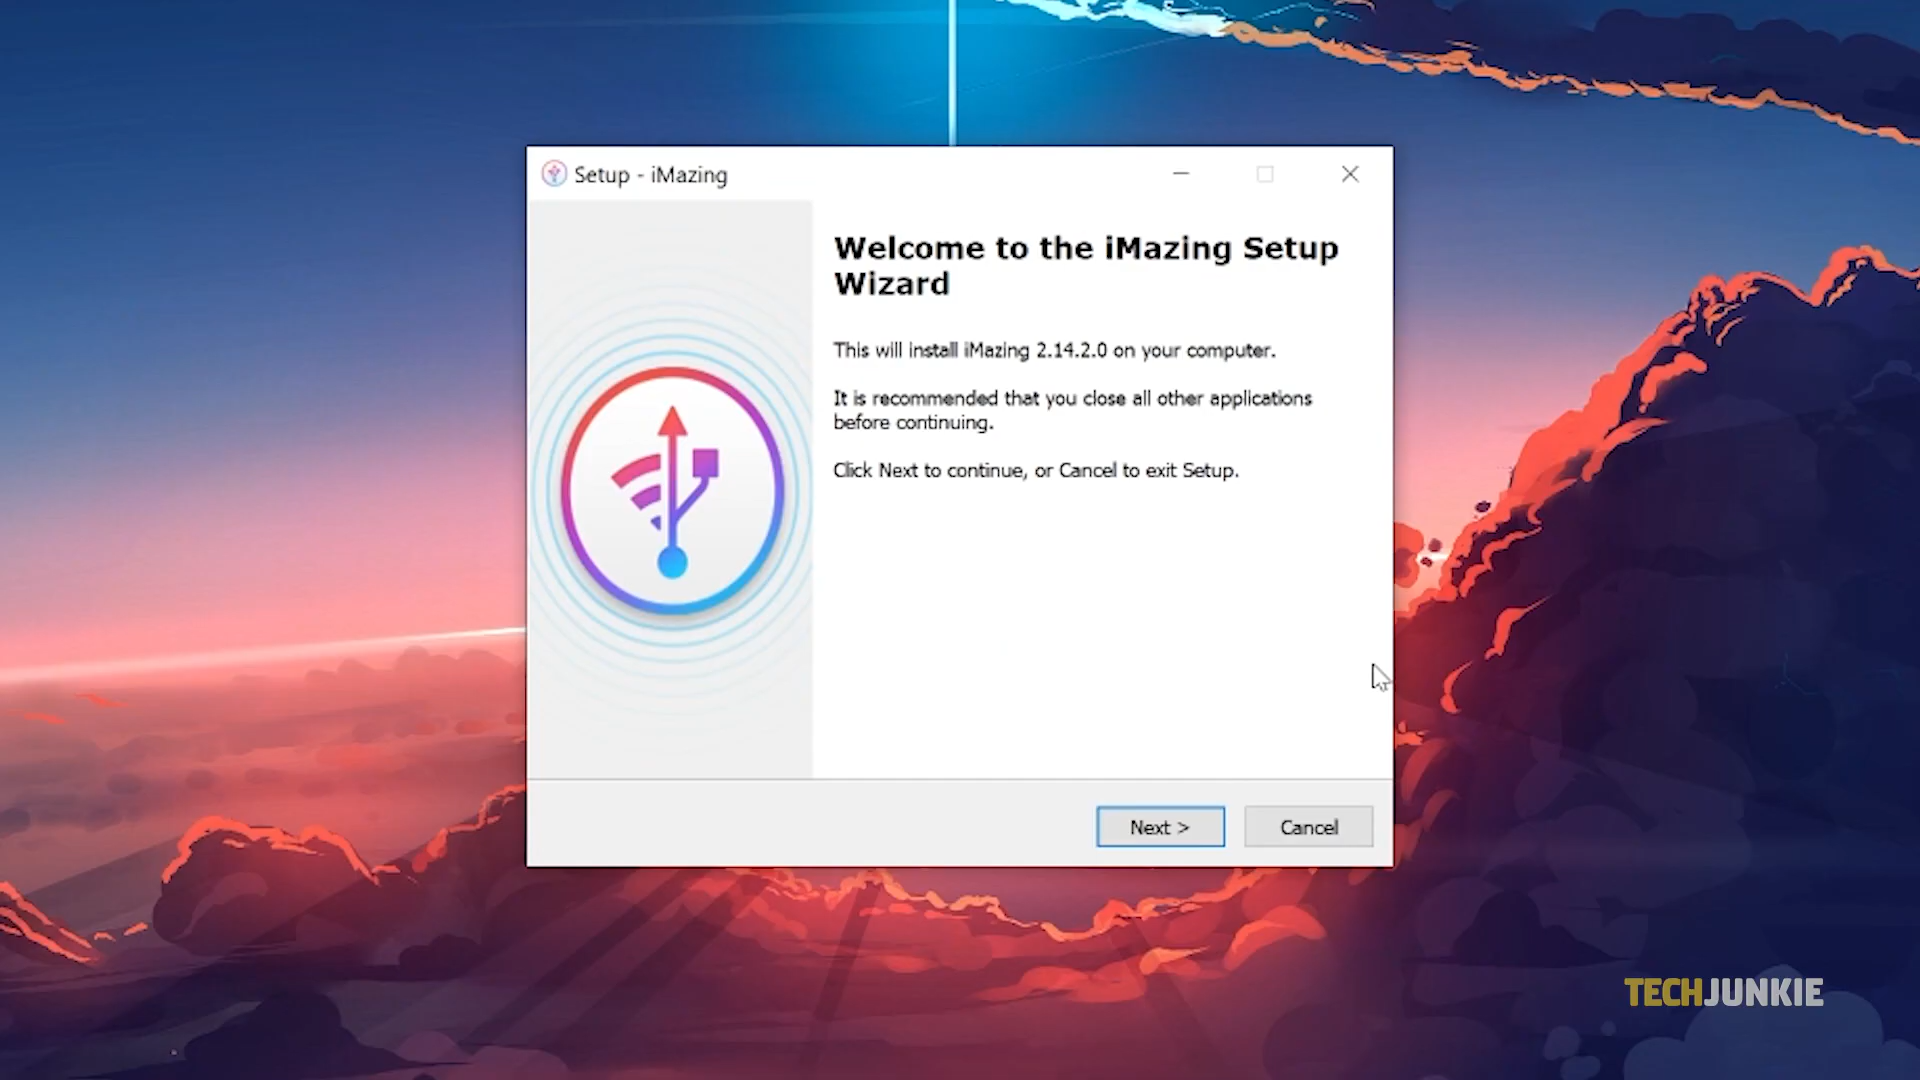 Setup - iMazing
Welcome to the iMazing Setup
Wizard
This will install iMazing 2.14.2.0 on your computer.
It is recommended that you close all other applications
before continuing.
Click Next to continue, or Cancel to exit Setup.
Next >
Cancel
TECHJUNKIE